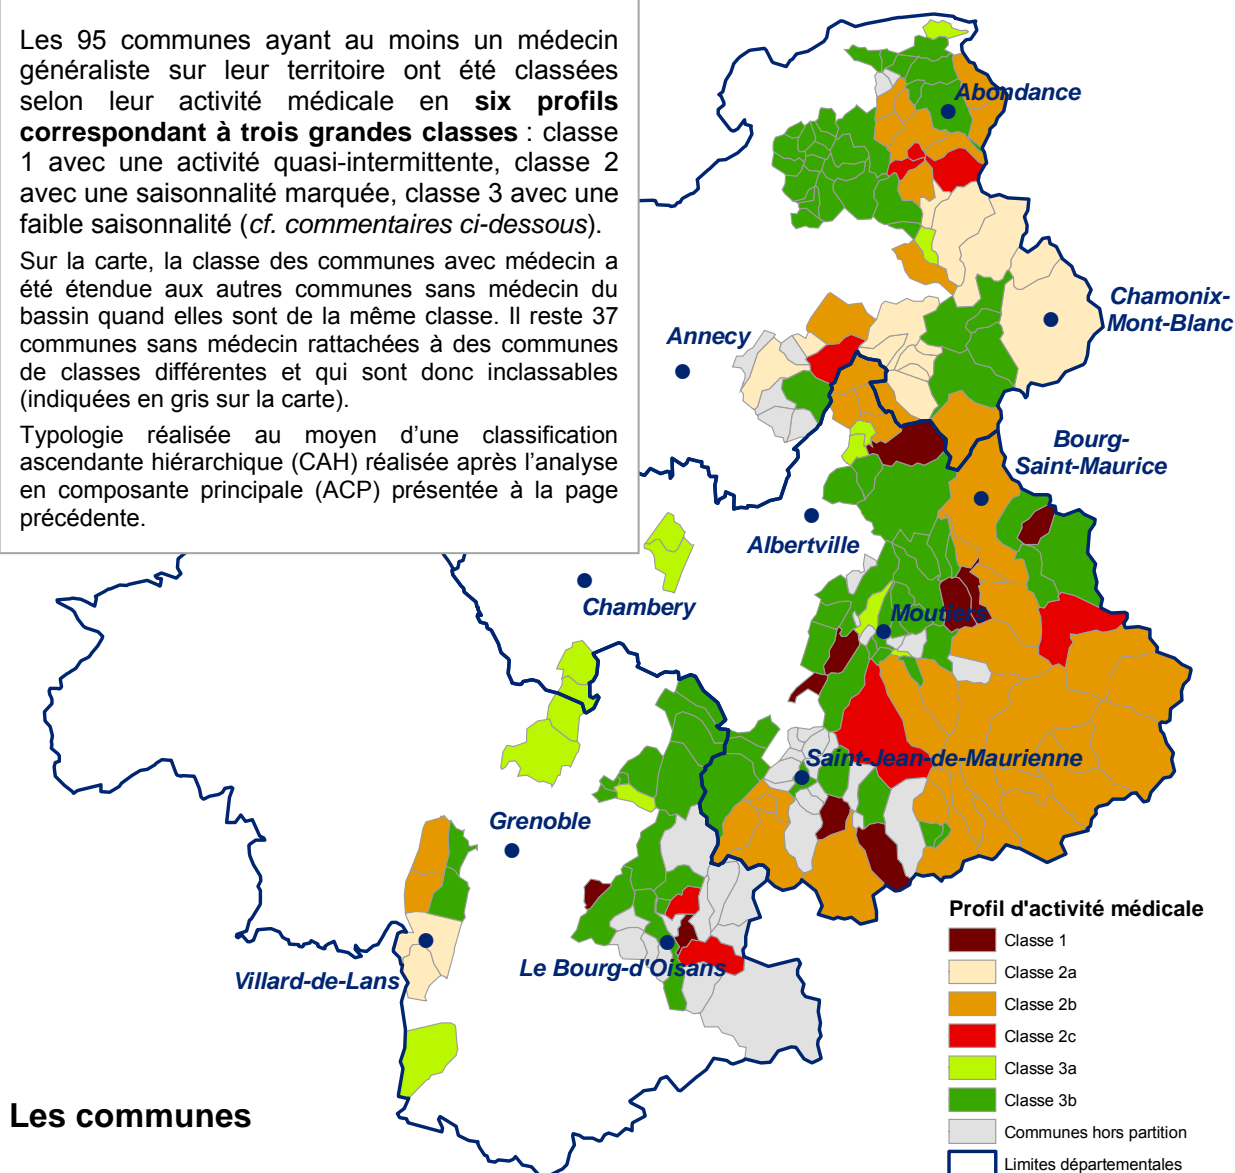 Les 95 communes ayant au moins un médecin
généraliste sur leur territoire ont été classées
selon leur activité médicale en six profils
correspondant à trois grandes classes : classe
1 avec une activité quasi-intermittente, classe 2
avec une saisonnalité marquée, classe 3 avec une
faible saisonnalité (cf. commentaires ci-dessous).
Sur la carte, la classe des communes avec médecin a
été étendue aux autres communes sans médecin du
bassin quand elles sont de la même classe. Il reste 37
communes sans médecin rattachées à des communes
de classes différentes et qui sont donc inclassables
(indiquées en gris sur la carte).
Typologie réalisée au moyen d'une classification
ascendante hiérarchique (CAH) réalisée après l'analyse
en composante principale (ACP) présentée à la page
précédente.
Abondance
Chamonix-
Mont-Blanc
Annecy
Bourg-
Saint-Maurice
Albertville
Chambery
Moutiers
Saint-Jean-de-Maurienne
Grenoble
Villard-de-Lans
Le Bourg-d'Oisans
Profil d'activité médicale
Classe 1
Classe 2a
Classe 2b
Classe 2c
Classe 3a
Classe 3b
Communes hors partition
Limites départementales
Les communes